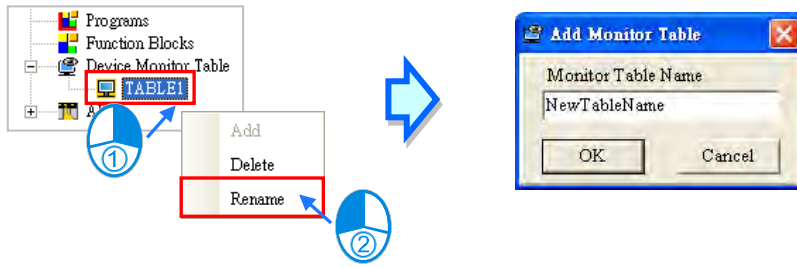 Programs
Function Blocks
Device Monitor Table
TABLE1
Add
Delete
Rename
①
②
Add Monitor Table
Monitor Table Name
NewTableName
OK
Cancel